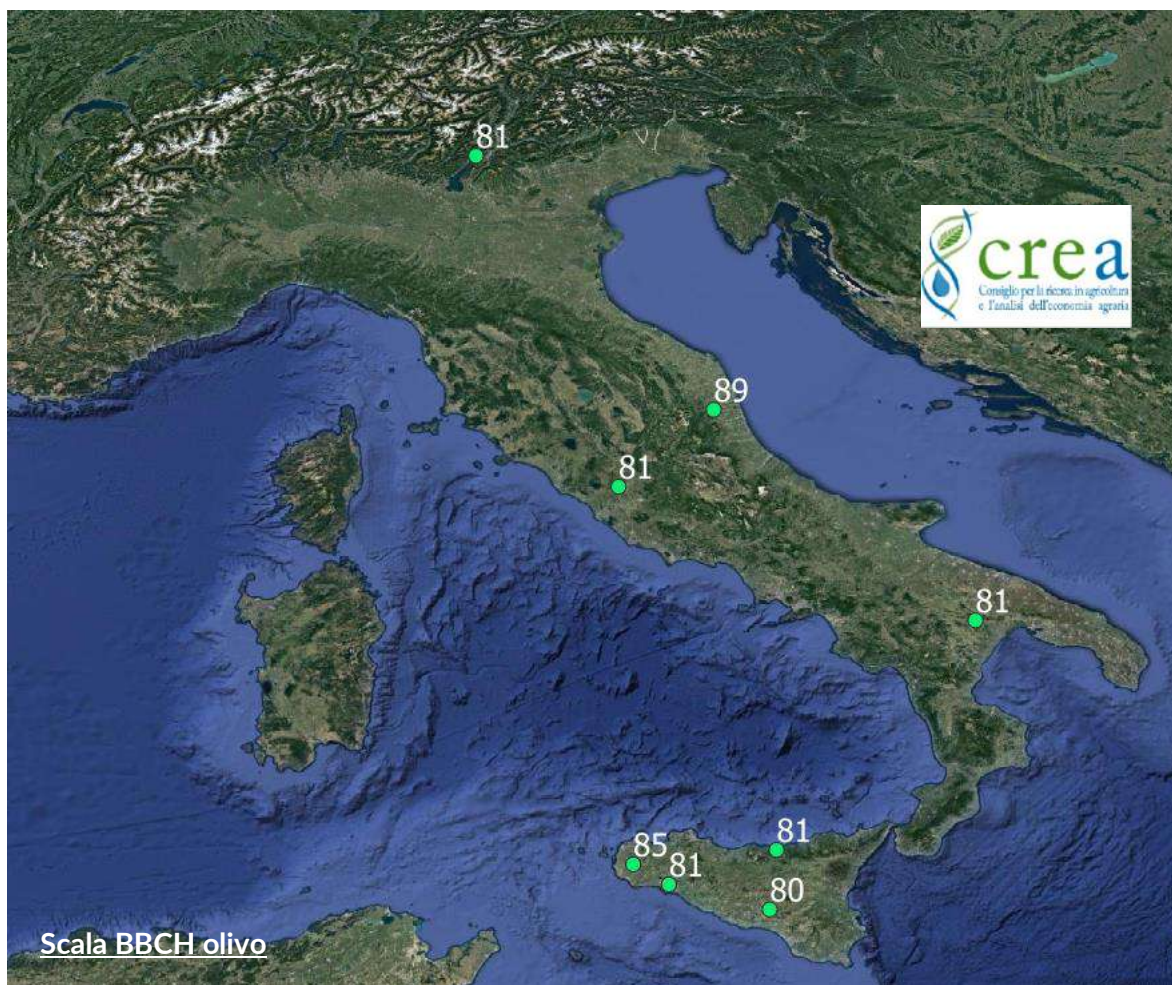 81
crea
Consiglio per la ricerca in agricoltura
e l'analisi dell'economia agraria
89
81
81
81
85
81
80
Scala BBCH olivo